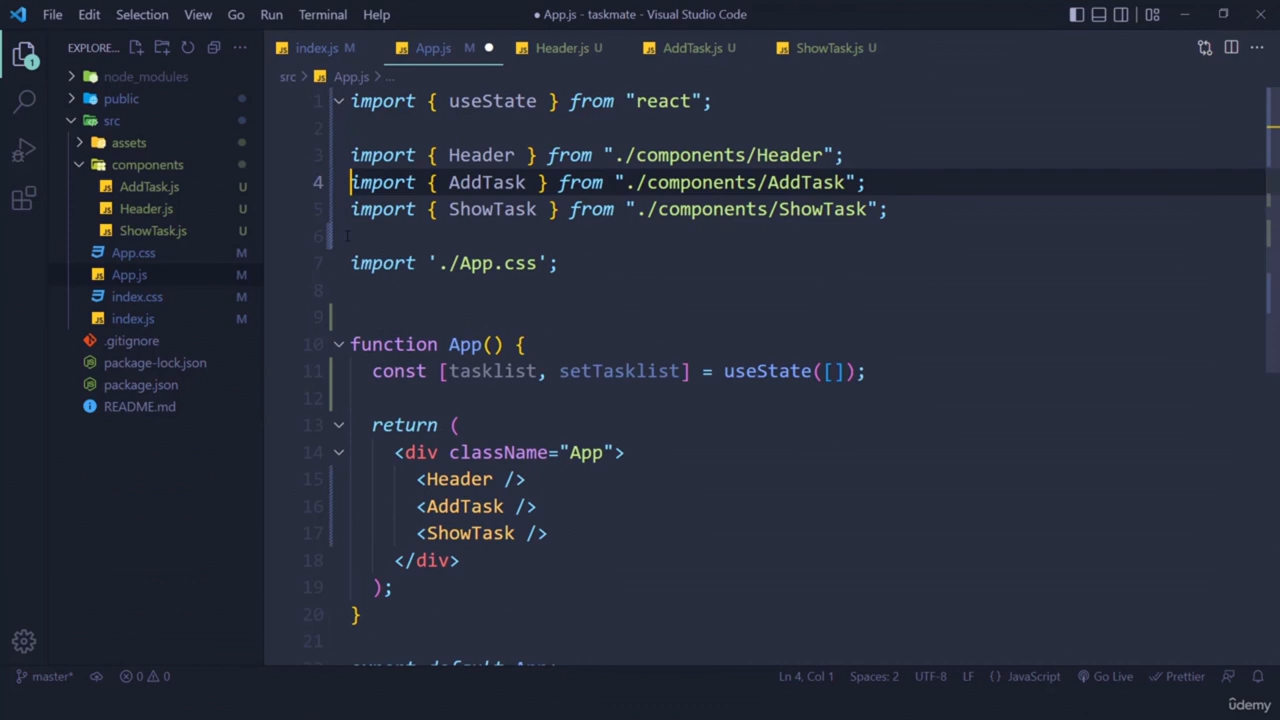 File Edit Selection View Go Run Terminal Help
● App.js - taskmate - Visual Studio Code
EXPLORE...
index.js M
App.js M
Header.js U
AddTask.js U
ShowTask.js U
src > App.js > ...
node_modules
public
src
assets
components
AddTask.js U
Header.js U
ShowTask.js U
App.css M
App.js M
index.css M
index.js M
.gitignore
package-lock.json
package.json
README.md
1
1 import { useState } from "react";
2
3 import { Header } from "./components/Header";
4 import { AddTask } from "./components/AddTask";
5 import { ShowTask } from "./components/ShowTask";
6
7 import './App.css';
8
9
10 function App() {
11 const [tasklist, setTasklist] = useState([]);
12
13 return (
14 <div className="App">
15 <Header />
16 <AddTask />
17 <ShowTask />
18 </div>
19 );
20 }
21
export default App;
master* 0 0 Ln 4, Col 1 Spaces: 2 UTF-8 LF {} JavaScript Go Live Prettier
ûdemy